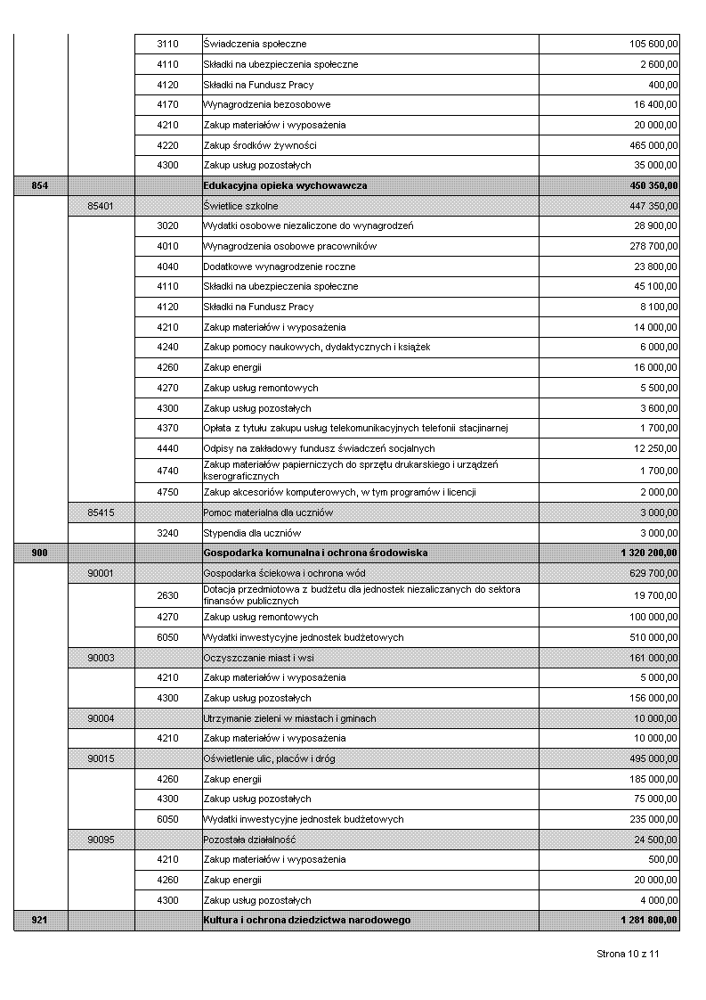 3110 Świadczenia społeczne 105 600,00
4110 Składki na ubezpieczenia społeczne 2 600,00
4120 Składki na Fundusz Pracy 400,00
4170 Wynagrodzenia bezosobowe 16 400,00
4210 Zakup materiałów i wyposażenia 20 000,00
4220 Zakup środków żywności 465 000,00
4300 Zakup usług pozostałych 35 000,00
854 Edukacyjna opieka wychowawcza 450 350,00
85401 Świetlice szkolne 447 350,00
3020 Wydatki osobowe niezaliczone do wynagrodzeń 28 900,00
4010 Wynagrodzenia osobowe pracowników 278 700,00
4040 Dodatkowe wynagrodzenie roczne 23 800,00
4110 Składki na ubezpieczenia społeczne 45 100,00
4120 Składki na Fundusz Pracy 8 100,00
4210 Zakup materiałów i wyposażenia 14 000,00
4240 Zakup pomocy naukowych, dydaktycznych i książek 6 000,00
4260 Zakup energii 16 000,00
4270 Zakup usług remontowych 5 500,00
4300 Zakup usług pozostałych 3 600,00
4370 Opłata z tytułu zakupu usług telekomunikacyjnych telefonii stacjinarnej 1 700,00
4440 Odpisy na zakładowy fundusz świadczeń socjalnych 12 250,00
4740 Zakup materiałów papierniczych do sprzętu drukarskiego i urządzeń
kserograficznych 1 700,00
4750 Zakup akcesoriów komputerowych, w tym programów i licencji 2 000,00
85415 Pomoc materialna dla uczniów 3 000,00
3240 Stypendia dla uczniów 3 000,00
900 Gospodarka komunalna i ochrona środowiska 1 320 200,00
90001 Gospodarka ściekowa i ochrona wód 629 700,00
2630 Dotacja przedmiotowa z budżetu dla jednostek niezaliczanych do sektora
finansów publicznych 19 700,00
4270 Zakup usług remontowych 100 000,00
6050 Wydatki inwestycyjne jednostek budżetowych 510 000,00
90003 Oczyszczanie miast i wsi 161 000,00
4210 Zakup materiałów i wyposażenia 5 000,00
4300 Zakup usług pozostałych 156 000,00
90004 Utrzymanie zieleni w miastach i gminach 10 000,00
4210 Zakup materiałów i wyposażenia 10 000,00
90015 Oświetlenie ulic, placów i dróg 495 000,00
4260 Zakup energii 185 000,00
4300 Zakup usług pozostałych 75 000,00
6050 Wydatki inwestycyjne jednostek budżetowych 235 000,00
90095 Pozostała działalność 24 500,00
4210 Zakup materiałów i wyposażenia 500,00
4260 Zakup energii 20 000,00
4300 Zakup usług pozostałych 4 000,00
921 Kultura i ochrona dziedzictwa narodowego 1 281 800,00
Strona 10 z 11